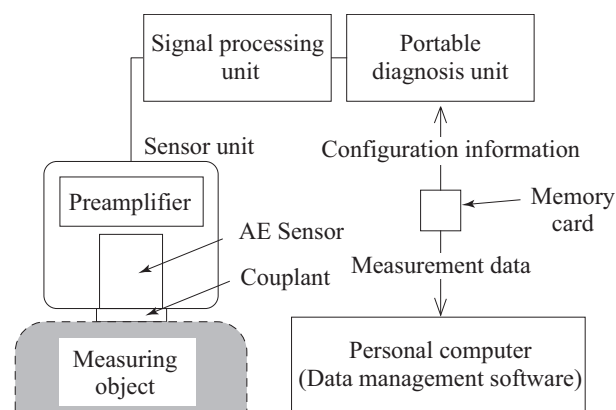 Signal processing
unit
Portable
diagnosis unit
Sensor unit
Configuration information
Preamplifier
Memory
card
AE Sensor
Couplant
Measurement data
Measuring
object
Personal computer
(Data management software)